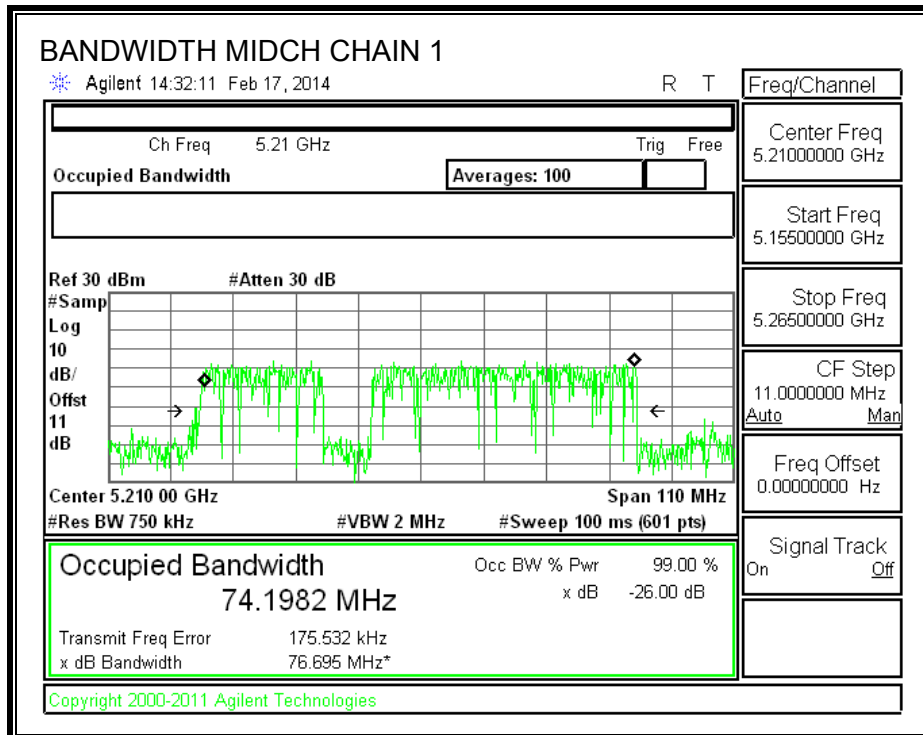 BANDWIDTH MIDCH CHAIN 1
Agilent 14:32:11 Feb 17, 2014 R T
Ch Freq 5.21 GHz Trig Free
Occupied Bandwidth Averages: 100
Ref 30 dBm #Atten 30 dB
#Samp
Log
10
dB/
Offst
11
dB
Center 5.210 00 GHz Span 110 MHz
#Res BW 750 kHz #VBW 2 MHz #Sweep 100 ms (601 pts)
Occupied Bandwidth Occ BW % Pwr 99.00 %
74.1982 MHz x dB -26.00 dB
Transmit Freq Error 175.532 kHz
x dB Bandwidth 76.695 MHz*
Copyright 2000-2011 Agilent Technologies
Freq/Channel
Center Freq
5.21000000 GHz
Start Freq
5.15500000 GHz
Stop Freq
5.26500000 GHz
CF Step
11.0000000 MHz
Auto Man
Freq Offset
0.00000000 Hz
Signal Track
On Off